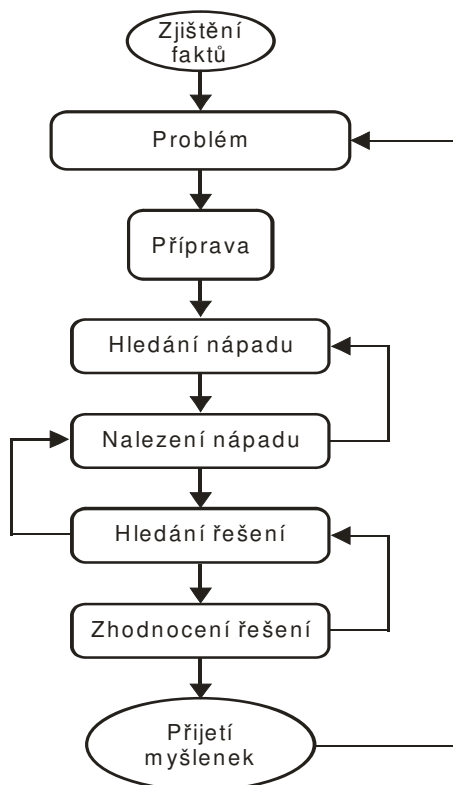 Zjištění
faktů
Problém
Příprava
Hledání nápadu
Nalezení nápadu
Hledání řešení
Zhodnocení řešení
Přijetí
myšlenek